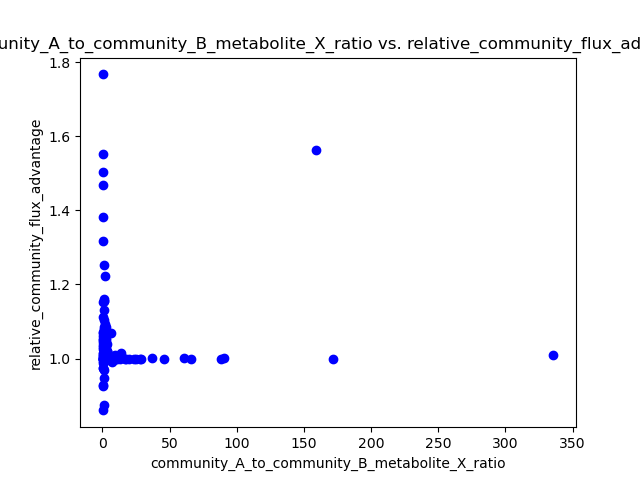 unity_A_to_community_B_metabolite_X_ratio vs. relative_community_flux_ad
1.8
1.6
1.4
1.2
1.0
relative_community_flux_advantage
0 50 100 150 200 250 300 350
community_A_to_community_B_metabolite_X_ratio